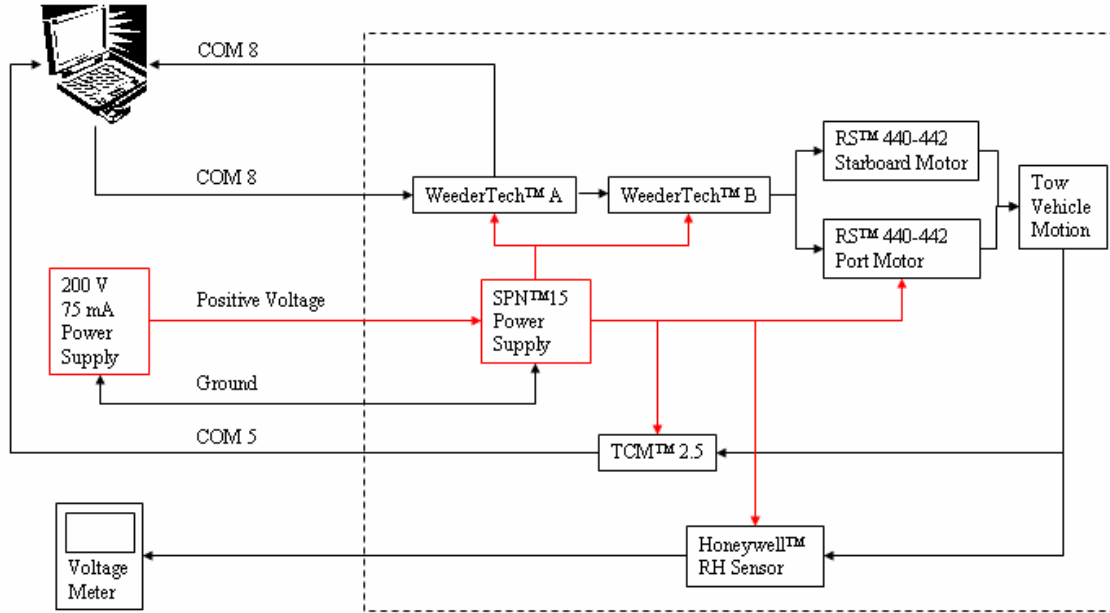 COM 8
COM 8
WeederTech™ A
WeederTech™ B
RS™ 440-442
Starboard Motor
RS™ 440-442
Port Motor
Tow
Vehicle
Motion
200 V
75 mA
Power
Supply
Positive Voltage
SPN™15
Power
Supply
Ground
COM 5
TCM™ 2.5
Voltage
Meter
Honeywell™
RH Sensor